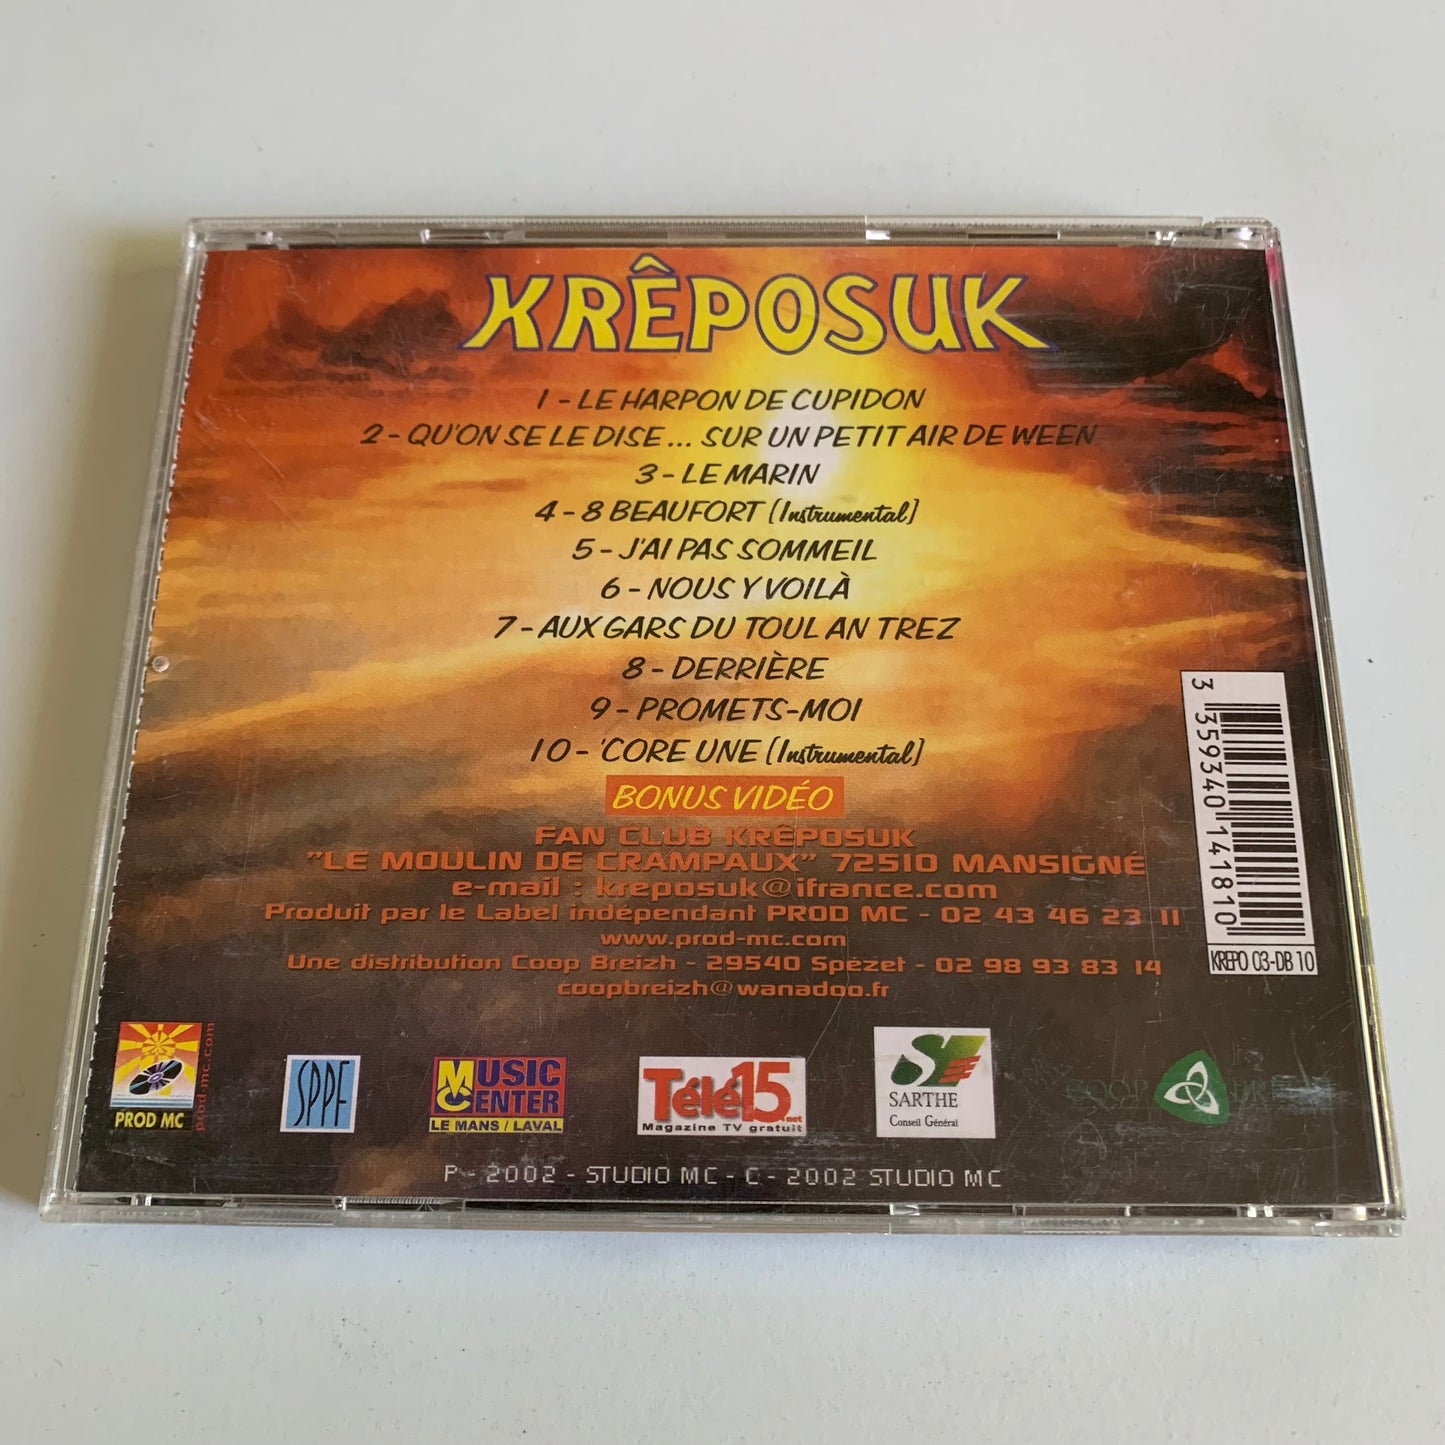 KRÊPOSUK
1 - LE HARPON DE CUPIDON
2 - QU'ON SE LE DISE... SUR UN PETIT AIR DE WEEN
3 - LE MARIN
4 - 8 BEAUFORT (Instrumental)
5 - J'AI PAS SOMMEIL
6 - NOUS Y VOILÀ
7 - AUX GARS DU TOUL AN TREZ
8 - DERRIÈRE
9 - PROMETS-MOI
10 - 'CORE UNE (Instrumental)
BONUS VIDÉO
FAN CLUB KRÊPOSUK
"LE MOULIN DE CRAMPAUX" 72510 MANSIGNÉ
e-mail : kreposuk@ifrance.com
Produit par le Label indépendant PROD MC - 02 43 46 23 11
www.prod-mc.com
Une distribution Coop Breizh - 29540 Spézet - 02 98 93 83 14
coopbreizh@wanadoo.fr
3 359340 141810
KREPO 03-DB 10
PROD MC
prod-mc.com
SPPF
MUSIC
CENTER
LE MANS / LAVAL
Télé15.net
Magazine TV gratuit
SARTHE
Conseil Général
COOP
P - 2002 - STUDIO MC - C - 2002 STUDIO MC